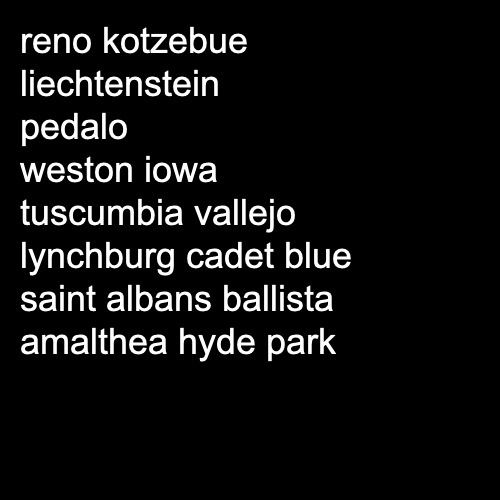 reno kotzebue
liechtenstein
pedalo
weston iowa
tuscumbia vallejo
lynchburg cadet blue
saint albans ballista
amalthea hyde park